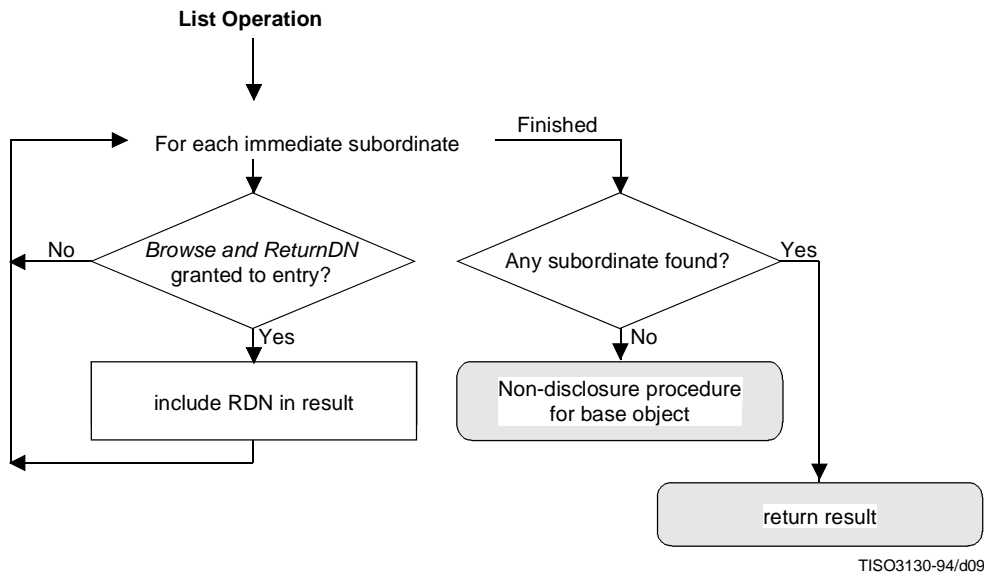 List Operation
For each immediate subordinate
Finished
No
Browse and ReturnDN
granted to entry?
Any subordinate found?
Yes
Yes
No
include RDN in result
Non-disclosure procedure
for base object
return result
TISO3130-94/d09